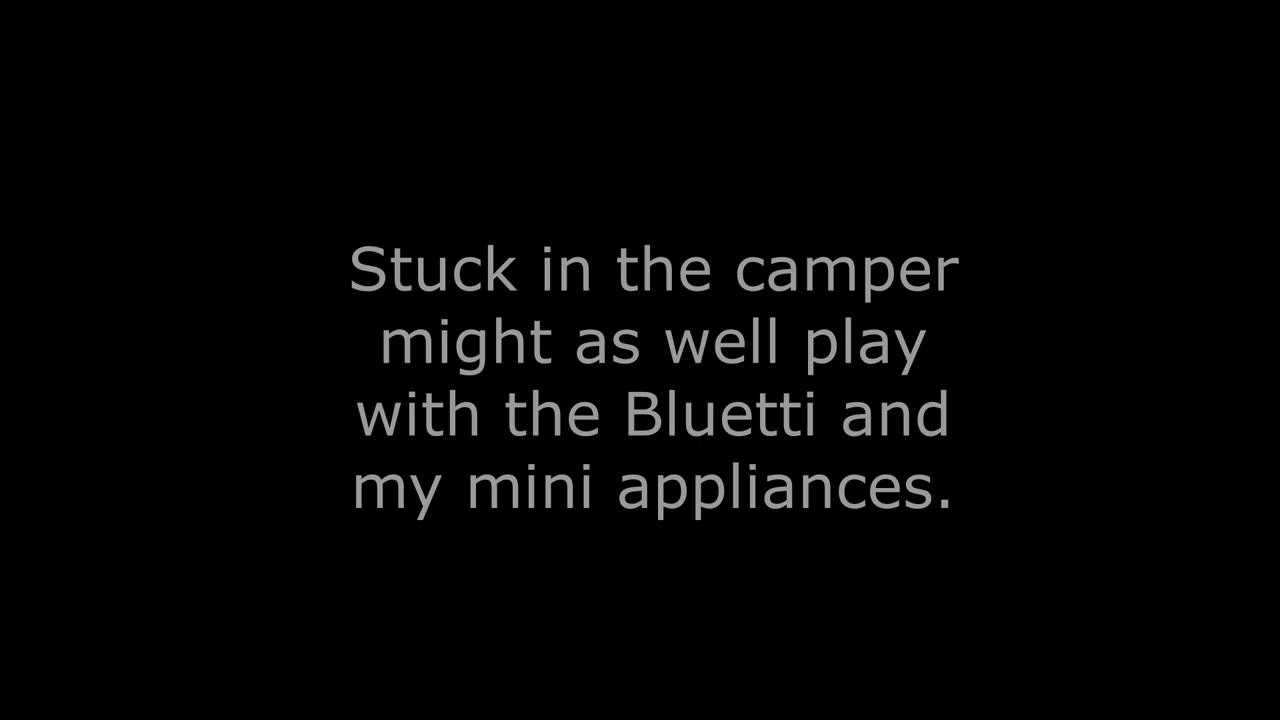 Stuck in the camper
might as well play
with the Bluetti and
my mini appliances.